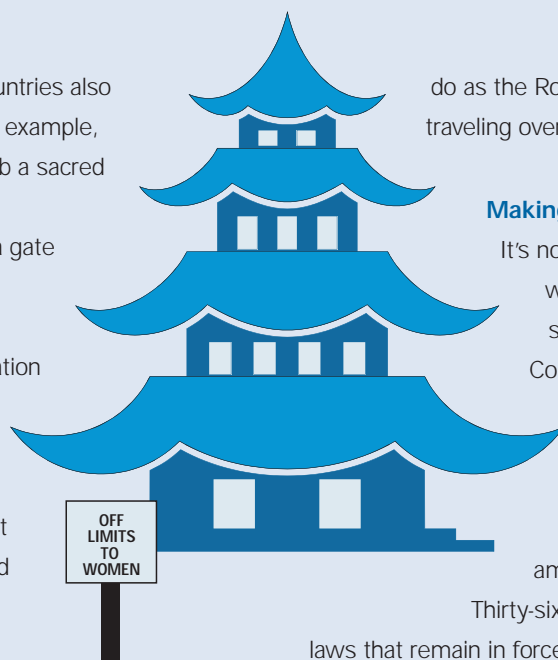 untries also
example,
b a sacred
gate
ation
t
d
OFF
LIMITS
TO
WOMEN
do as the Ro
traveling over
Making
It's no
w
s
Co
am
Thirty-six
laws that remain in force